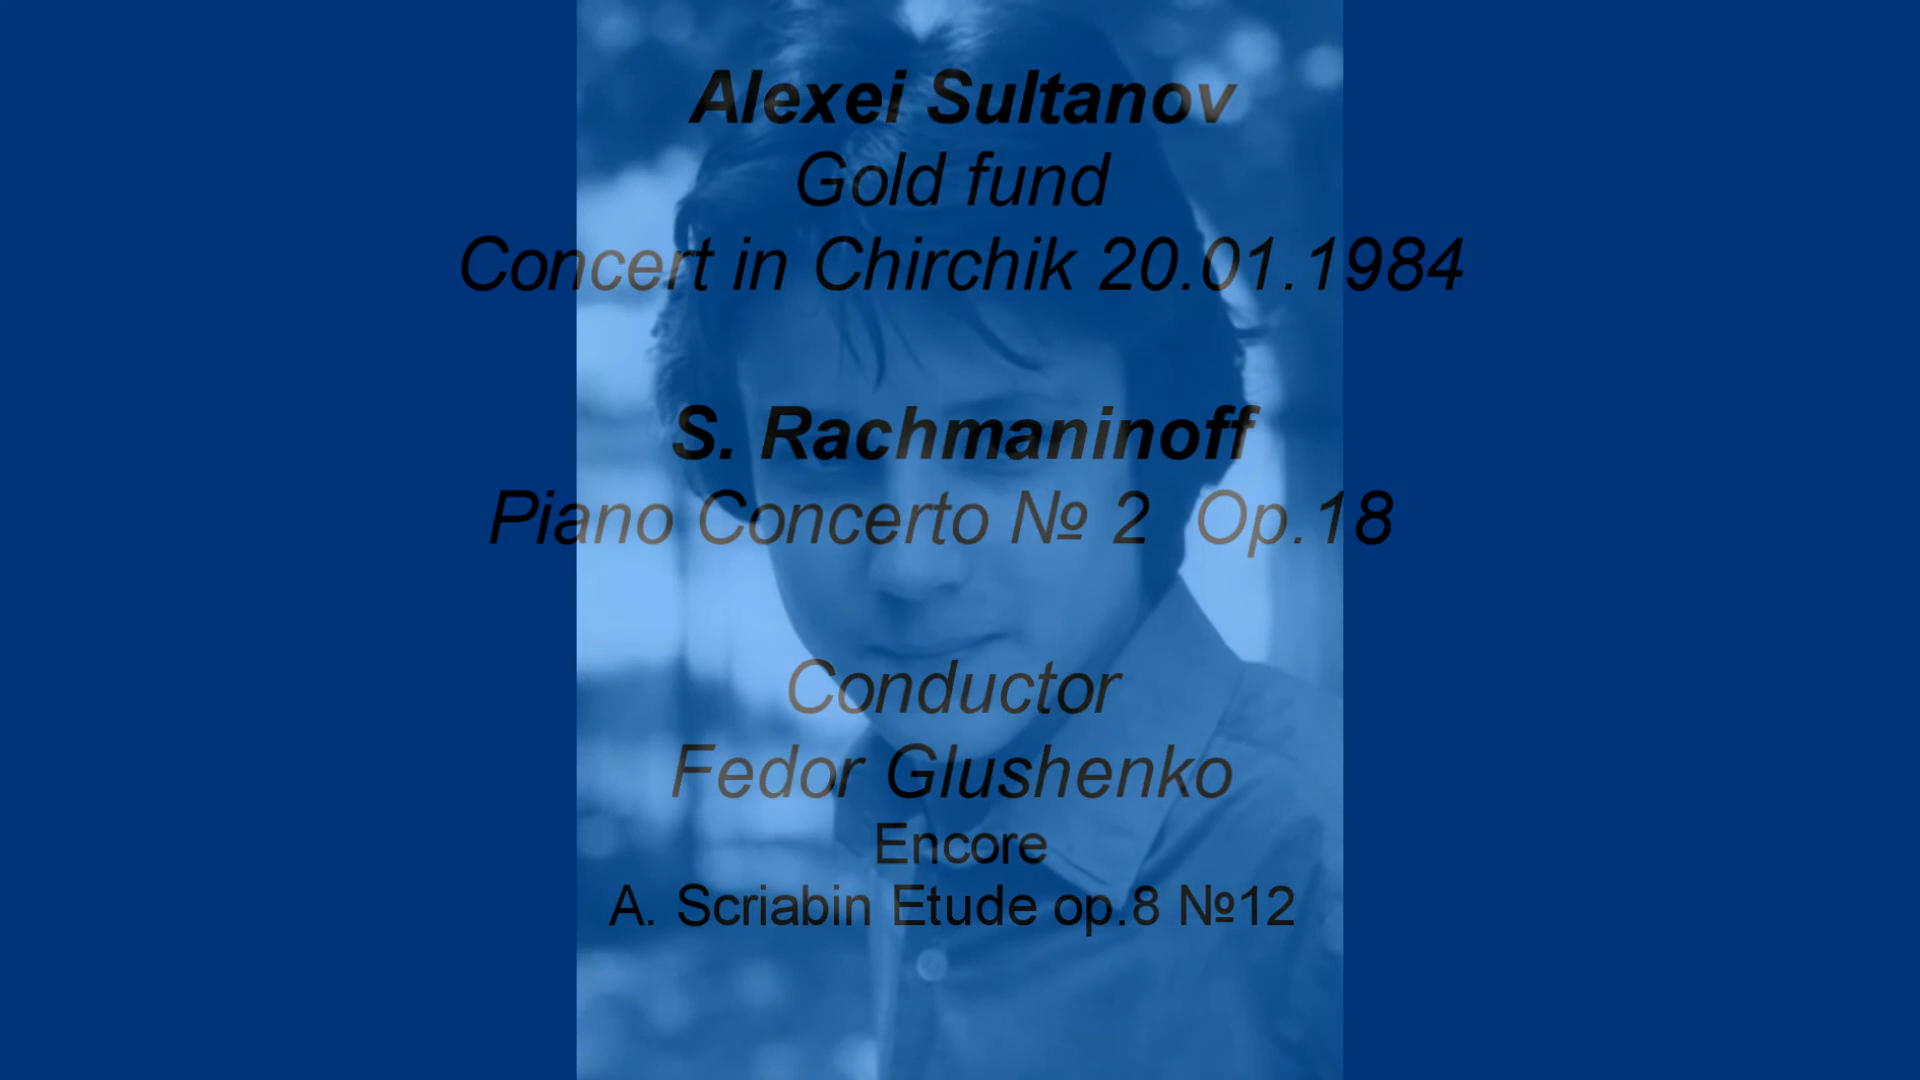 Alexei Sultanov
Gold fund
Concert in Chirchik 20.01.1984
S. Rachmaninoff
Piano Concerto № 2 Op.18
Conductor
Fedor Glushenko
Encore
A. Scriabin Etude op.8 №12